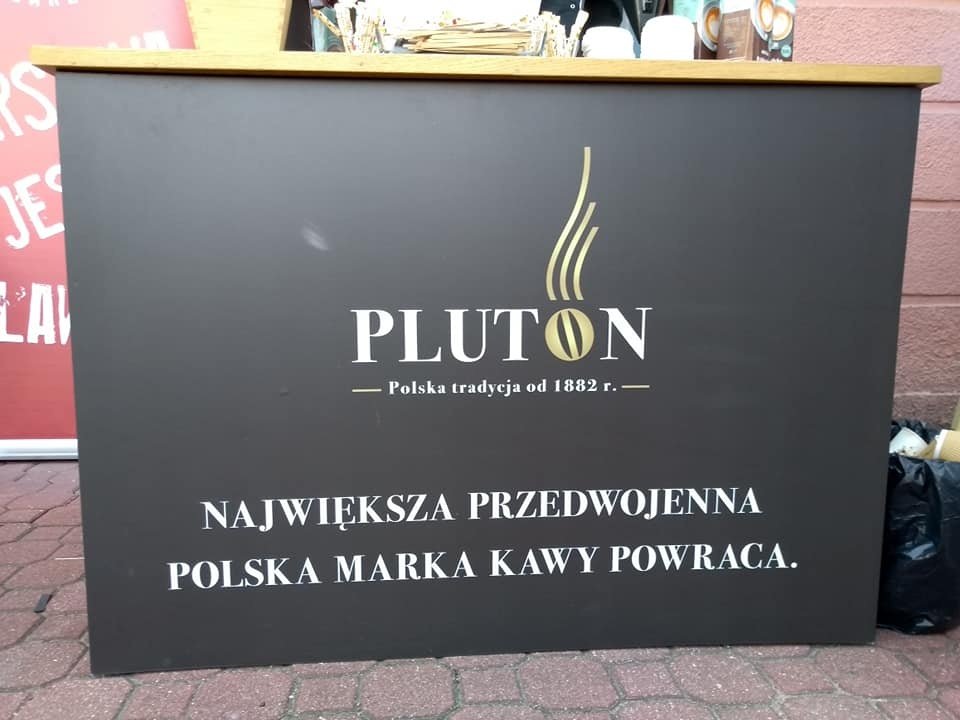 PLUTON
Polska tradycja od 1882 r.
NAJWIĘKSZA PRZEDWOJENNA
POLSKA MARKA KAWY POWRACA.